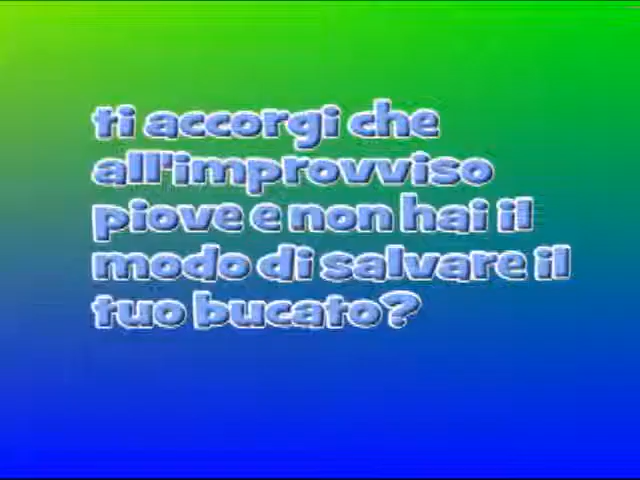 ti accorgi che
all'improvviso
piove e non hai il
modo di salvare il
tuo bucato?